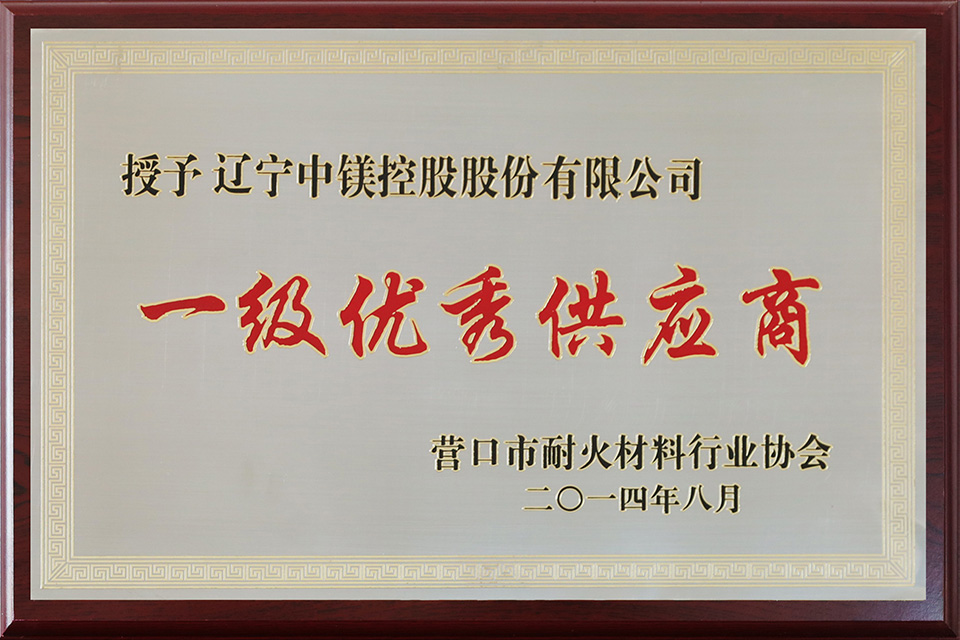 授予 辽宁中镁控股股份有限公司
一级优秀供应商
营口市耐火材料行业协会
二〇一四年八月